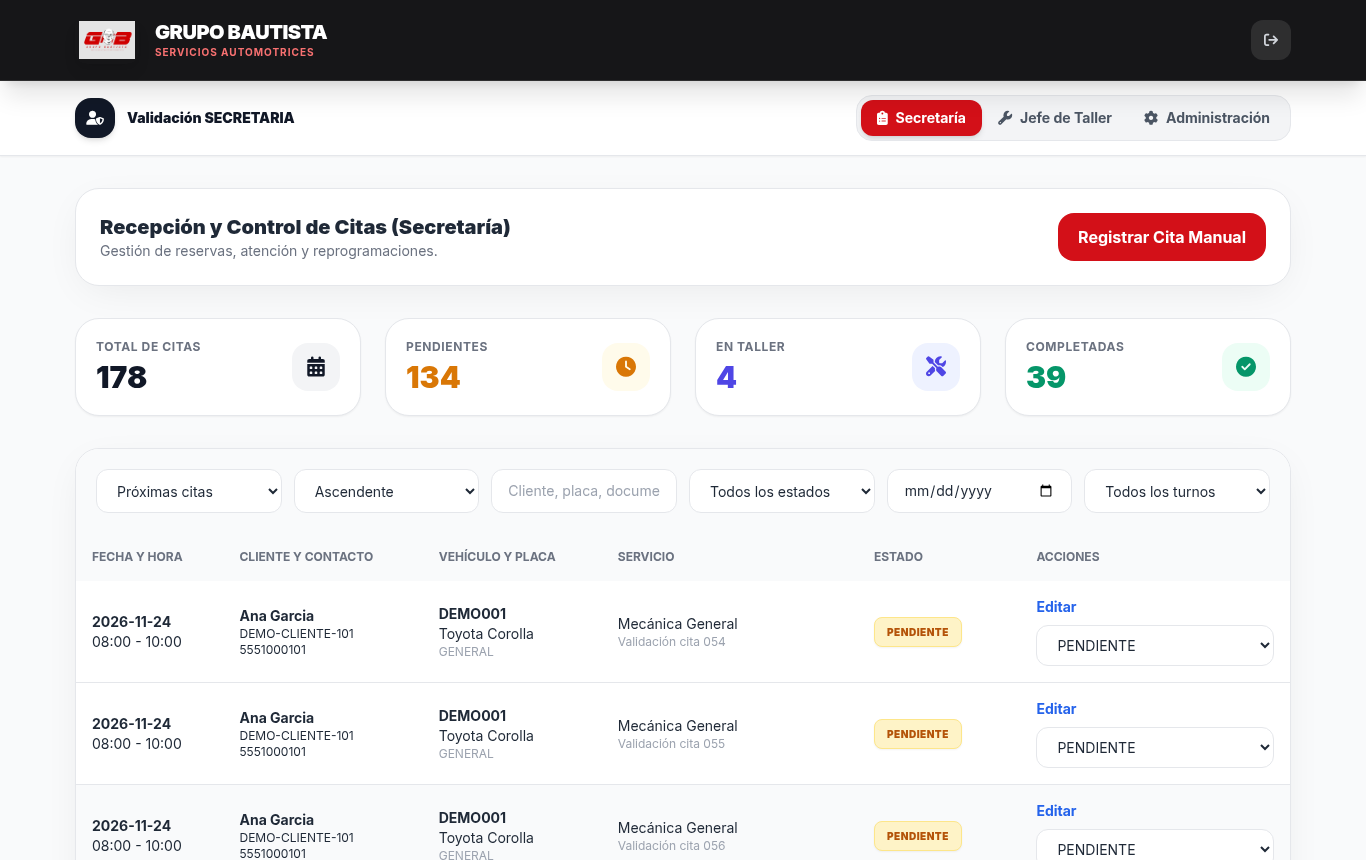 GRUPO BAUTISTA
SERVICIOS AUTOMOTRICES
Validación SECRETARIA
Secretaría
Jefe de Taller
Administración
Recepción y Control de Citas (Secretaría)
Gestión de reservas, atención y reprogramaciones.
Registrar Cita Manual
TOTAL DE CITAS
178
PENDIENTES
134
EN TALLER
4
COMPLETADAS
39
Próximas citas
Ascendente
Cliente, placa, docume
Todos los estados
mm/dd/yyyy
Todos los turnos
FECHA Y HORA
CLIENTE Y CONTACTO
VEHÍCULO Y PLACA
SERVICIO
ESTADO
ACCIONES
2026-11-24
08:00 - 10:00
Ana Garcia
DEMO-CLIENTE-101
5551000101
DEMO001
Toyota Corolla
GENERAL
Mecánica General
Validación cita 054
PENDIENTE
Editar
PENDIENTE
2026-11-24
08:00 - 10:00
Ana Garcia
DEMO-CLIENTE-101
5551000101
DEMO001
Toyota Corolla
GENERAL
Mecánica General
Validación cita 055
PENDIENTE
Editar
PENDIENTE
2026-11-24
08:00 - 10:00
Ana Garcia
DEMO-CLIENTE-101
5551000101
DEMO001
Toyota Corolla
GENERAL
Mecánica General
Validación cita 056
PENDIENTE
Editar
PENDIENTE